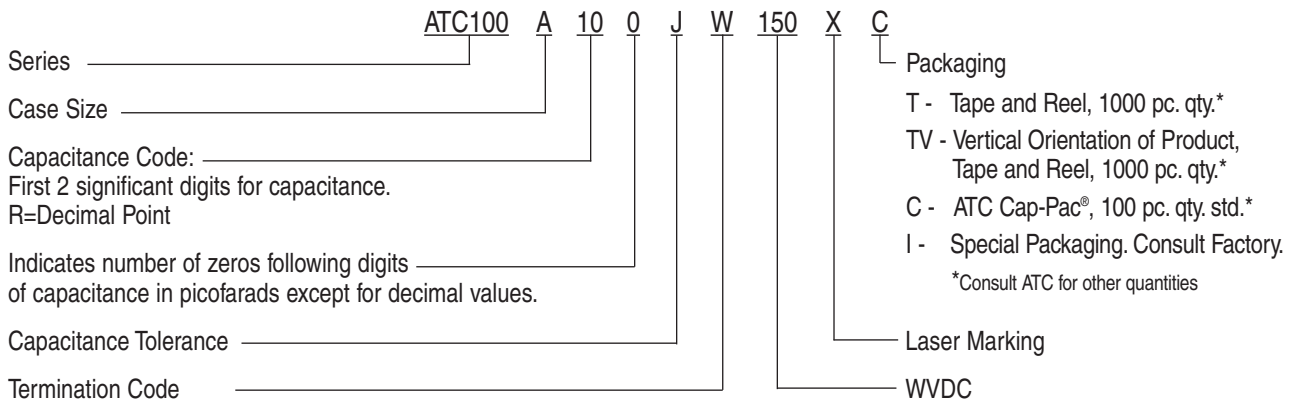 ATC100 A 10 0 J W 150 X C
Series
Case Size
Capacitance Code:
First 2 significant digits for capacitance.
R=Decimal Point
Indicates number of zeros following digits
of capacitance in picofarads except for decimal values.
Capacitance Tolerance
Termination Code
Packaging
T - Tape and Reel, 1000 pc. qty.*
TV - Vertical Orientation of Product,
Tape and Reel, 1000 pc. qty.*
C - ATC Cap-Pac®, 100 pc. qty. std.*
I - Special Packaging. Consult Factory.
*Consult ATC for other quantities
Laser Marking
WVDC